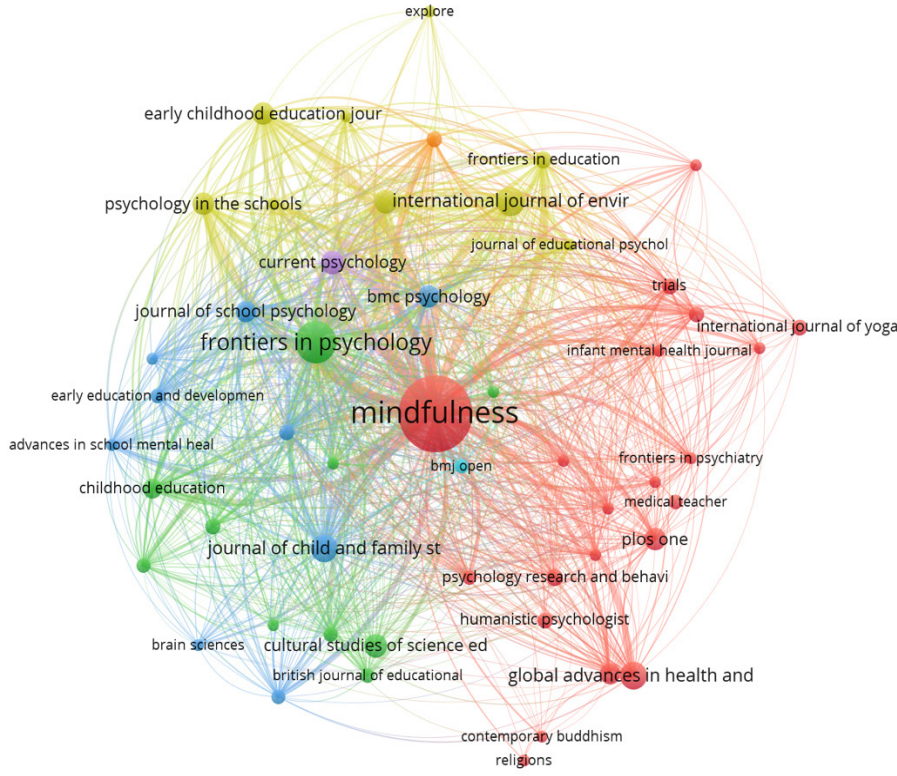 explore
early childhood education jour
frontiers in education
psychology in the schools
international journal of envir
journal of educational psychol
current psychology
trials
bmc psychology
journal of school psychology
international journal of yoga
frontiers in psychology
infant mental health journal
early education and developmen
mindfulness
advances in school mental heal
bmj open
frontiers in psychiatry
childhood education
medical teacher
plos one
journal of child and family st
psychology research and behavi
humanistic psychologist
brain sciences
cultural studies of science ed
british journal of educational
global advances in health and
contemporary buddhism
religions